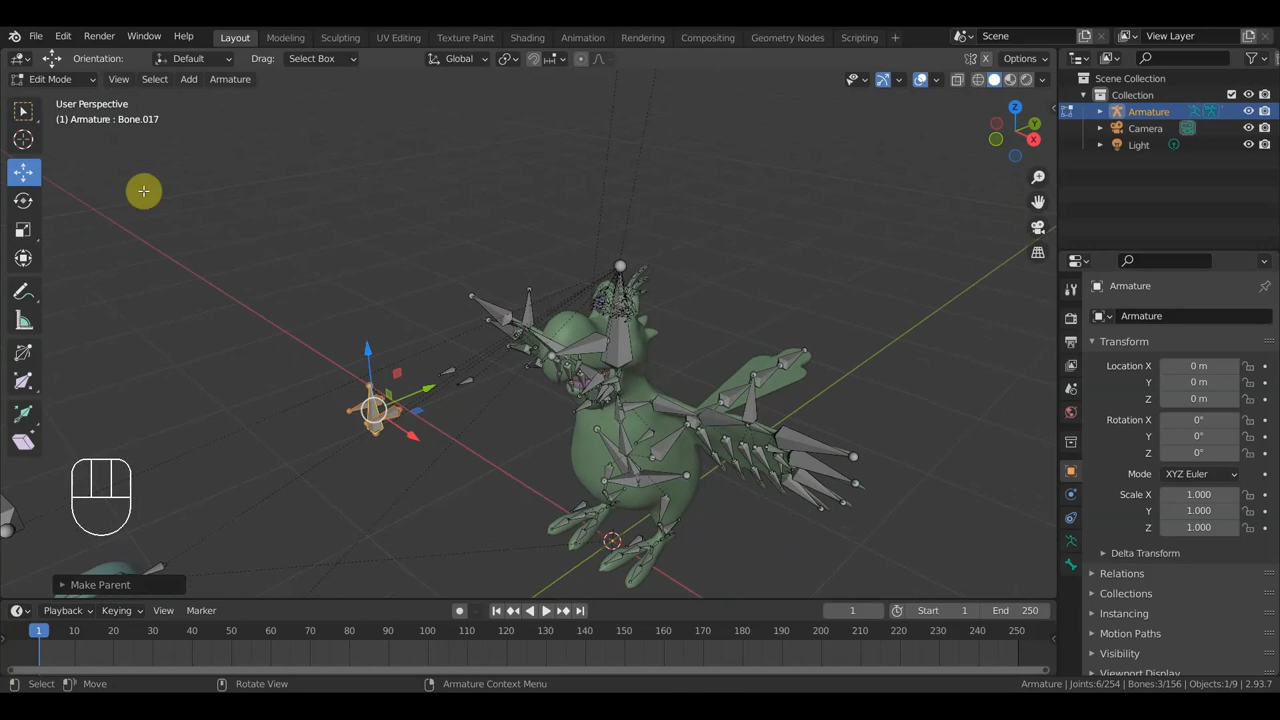 File Edit Render Window Help Layout Modeling Sculpting UV Editing Texture Paint Shading Animation Rendering Compositing Geometry Nodes Scripting + Scene View Layer
Orientation: Default Drag: Select Box Global X Options
Edit Mode View Select Add Armature
User Perspective
(1) Armature : Bone.017
Z
Y
X
Make Parent
Scene Collection
Collection
Armature
Camera
Light
Armature
Armature
Transform
Location X 0 m
Y 0 m
Z 0 m
Rotation X 0°
Y 0°
Z 0°
Mode XYZ Euler
Scale X 1.000
Y 1.000
Z 1.000
Delta Transform
Relations
Collections
Instancing
Motion Paths
Visibility
Viewport Display
Playback Keying View Marker 1 Start 1 End 250
1 10 20 30 40 50 60 70 80 90 100 110 120 130 140 150 160 170 180 190 200 210 220 230 240 250
Select Move Rotate View Armature Context Menu Armature | Joints:6/254 | Bones:3/156 | Objects:1/9 | 2.93.7